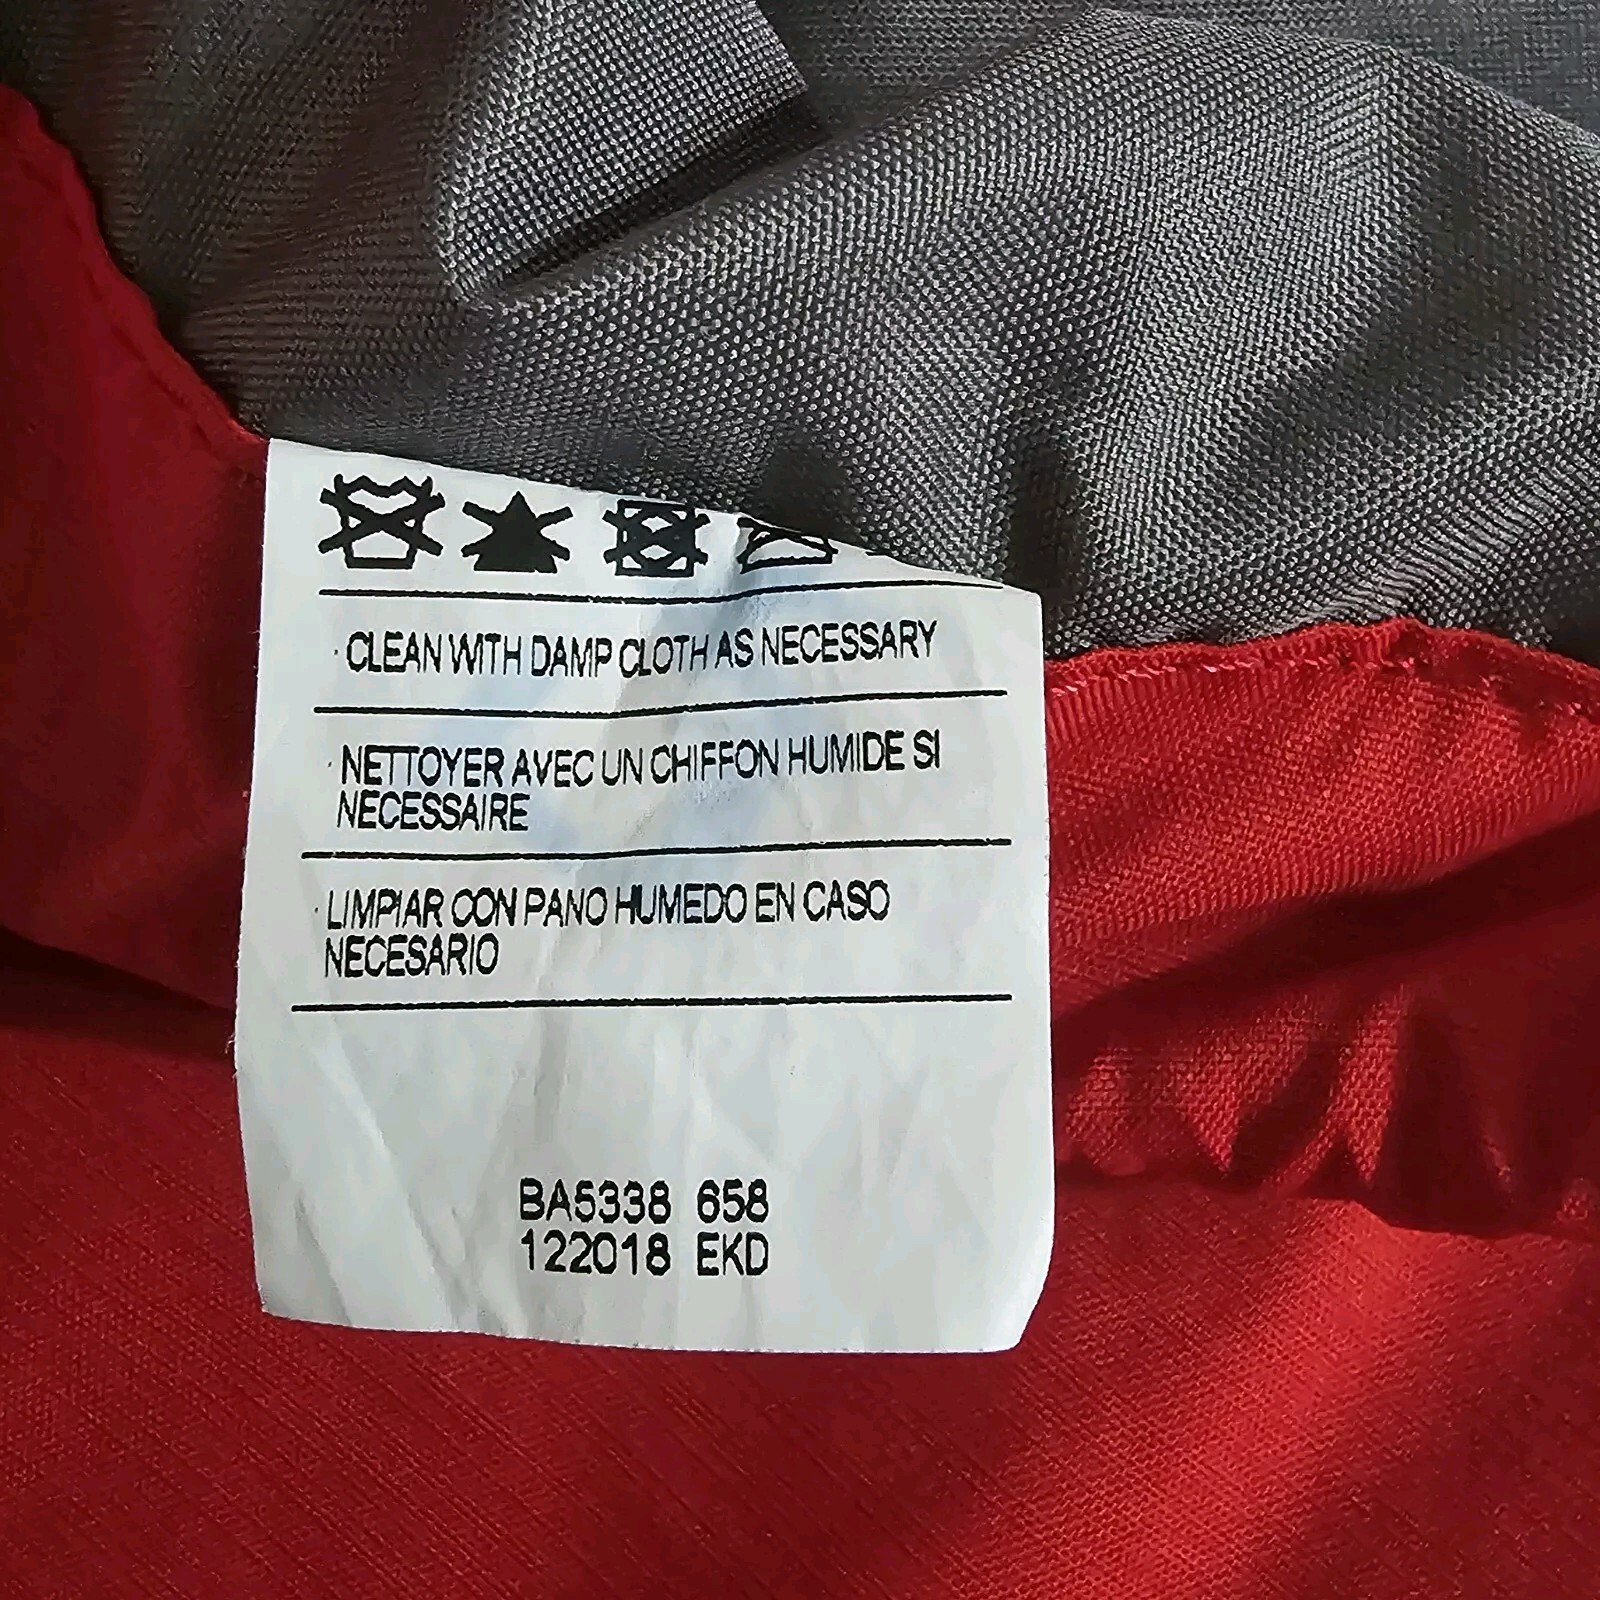 CLEAN WITH DAMP CLOTH AS NECESSARY
NETTOYER AVEC UN CHIFFON HUMIDE SI
NECESSAIRE
LIMPIAR CON PANO HUMEDO EN CASO
NECESARIO
BA5338 658
122018 EKD